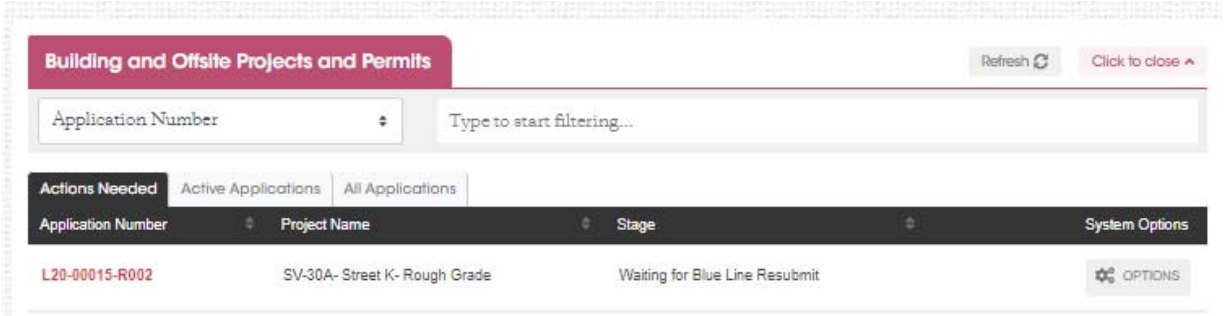 Building and Offsite Projects and Permits Refresh Click to close
Application Number Type to start filtering...
Actions Needed Active Applications All Applications
Application Number Project Name Stage System Options
L20-00015-R002 SV-30A- Street K- Rough Grade Waiting for Blue Line Resubmit OPTIONS